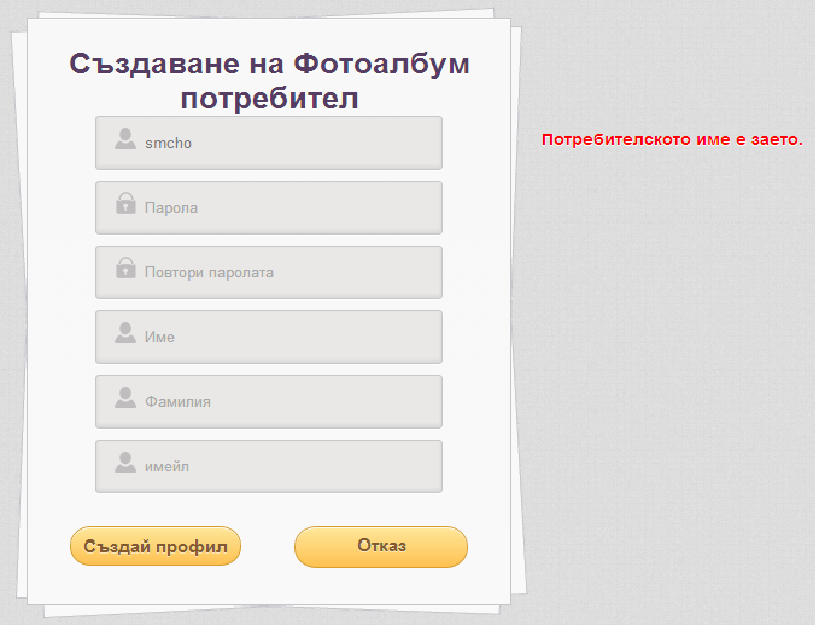 Създаване на Фотоалбум
потребител
smcho
Потребителското име е заето.
Парола
Повтори паролата
Име
Фамилия
имейл
Създай профил
Отказ